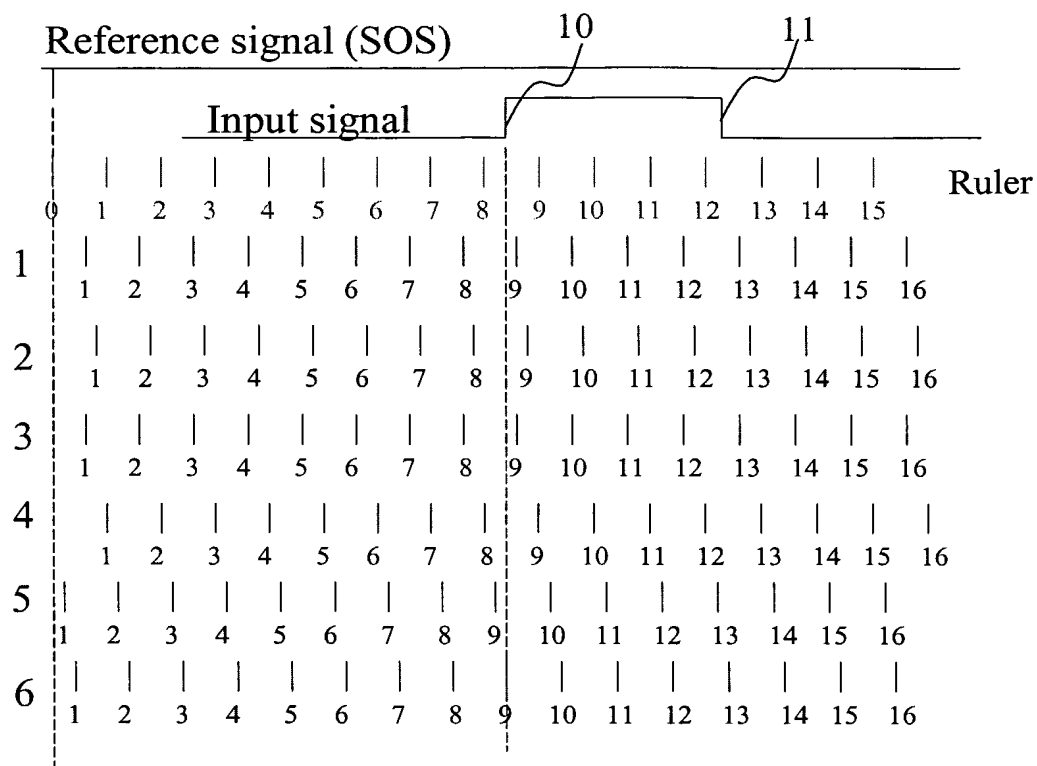 10
11
Reference signal (SOS)
Input signal
Ruler
0 1 2 3 4 5 6 7 8 9 10 11 12 13 14 15
1
1 2 3 4 5 6 7 8 9 10 11 12 13 14 15 16
2
1 2 3 4 5 6 7 8 9 10 11 12 13 14 15 16
3
1 2 3 4 5 6 7 8 9 10 11 12 13 14 15 16
4
1 2 3 4 5 6 7 8 9 10 11 12 13 14 15 16
5
1 2 3 4 5 6 7 8 9 10 11 12 13 14 15 16
6
1 2 3 4 5 6 7 8 9 10 11 12 13 14 15 16